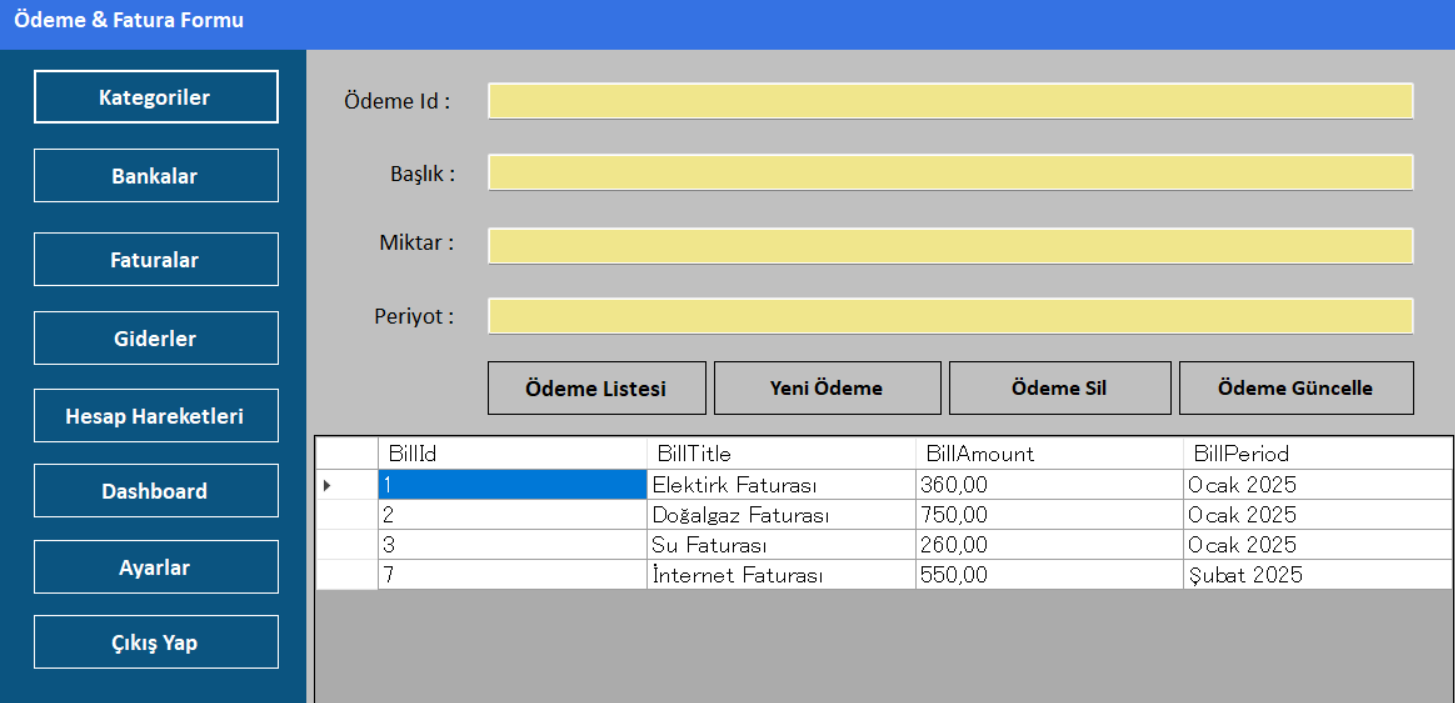 Ödeme & Fatura Formu
Kategoriler
Bankalar
Faturalar
Giderler
Hesap Hareketleri
Dashboard
Ayarlar
Çıkış Yap
Ödeme Id :
Başlık :
Miktar :
Periyot :
Ödeme Listesi Yeni Ödeme Ödeme Sil Ödeme Güncelle
BillId BillTitle BillAmount BillPeriod
1 Elektirk Faturası 360,00 Ocak 2025
2 Doğalgaz Faturası 750,00 Ocak 2025
3 Su Faturası 260,00 Ocak 2025
7 İnternet Faturası 550,00 Şubat 2025